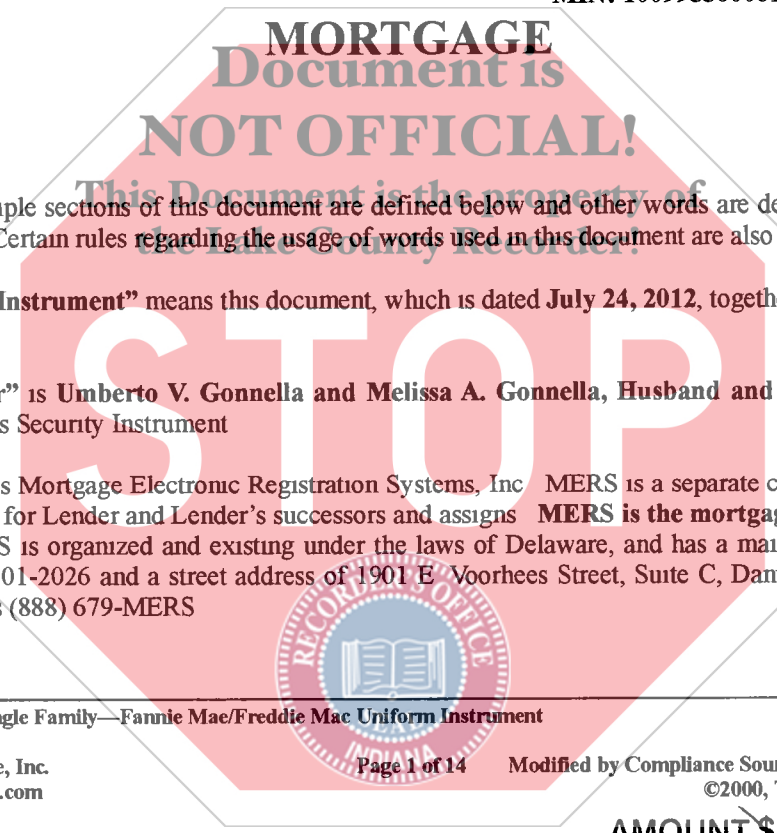 MORTGAGE
Document is
NOT OFFICIAL!
This Document is the property of
the Lake County Recorder!
ple sections of this document are defined below and other words are de
Certain rules regarding the usage of words used in this document are also
Instrument” means this document, which is dated July 24, 2012, togeth
r” is Umberto V. Gonnella and Melissa A. Gonnella, Husband and
s Security Instrument
STOP
s Mortgage Electronic Registration Systems, Inc MERS is a separate c
for Lender and Lender’s successors and assigns MERS is the mortgag
S is organized and existing under the laws of Delaware, and has a mai
01-2026 and a street address of 1901 E Voorhees Street, Suite C, Dan
(888) 679-MERS
RECORDER'S OFFICE
SEAL
INDIANA
gle Family—Fannie Mae/Freddie Mac Uniform Instrument
e, Inc.
Page 1 of 14
Modified by Compliance Sour
.com
©2000,
AMOUNT $